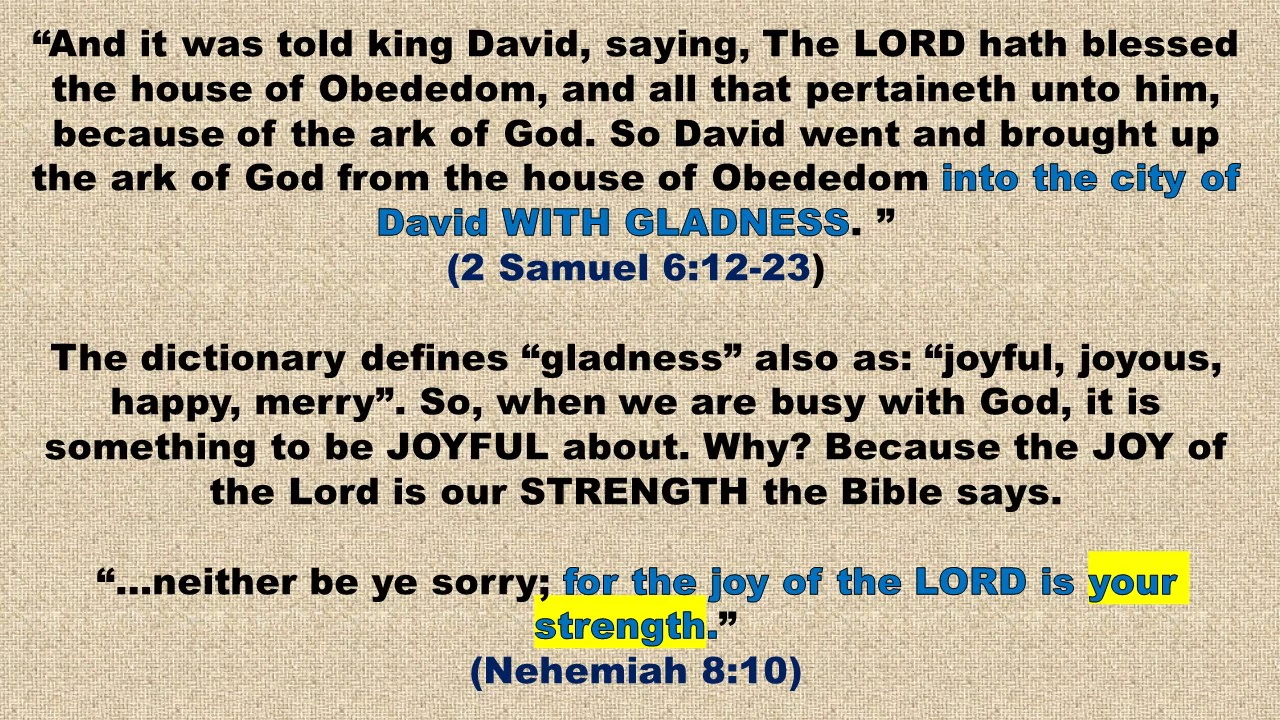 “And it was told king David, saying, The LORD hath blessed
the house of Obededom, and all that pertaineth unto him,
because of the ark of God. So David went and brought up
the ark of God from the house of Obededom into the city of
David WITH GLADNESS. ”
(2 Samuel 6:12-23)
The dictionary defines “gladness” also as: “joyful, joyous,
happy, merry”. So, when we are busy with God, it is
something to be JOYFUL about. Why? Because the JOY of
the Lord is our STRENGTH the Bible says.
“…neither be ye sorry; for the joy of the LORD is your
strength.”
(Nehemiah 8:10)